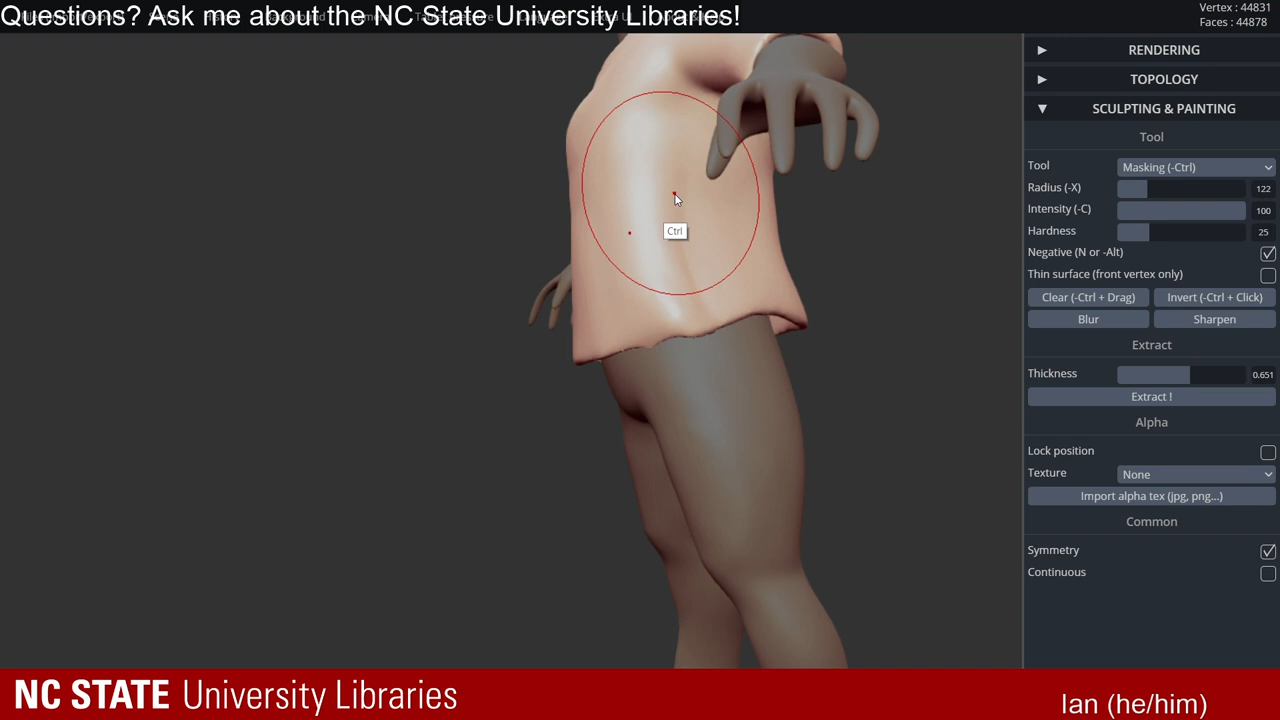 Questions? Ask me about the NC State University Libraries!
Vertex : 44831
Faces : 44878
RENDERING
TOPOLOGY
SCULPTING & PAINTING
Tool
Tool Masking (-Ctrl)
Radius (-X) 122
Intensity (-C) 100
Hardness 25
Negative (N or -Alt)
Thin surface (front vertex only)
Clear (-Ctrl + Drag) Invert (-Ctrl + Click)
Blur Sharpen
Extract
Thickness 0.651
Extract !
Alpha
Lock position
Texture None
Import alpha tex (jpg, png...)
Common
Symmetry
Continuous
Ctrl
NC STATE University Libraries
Ian (he/him)